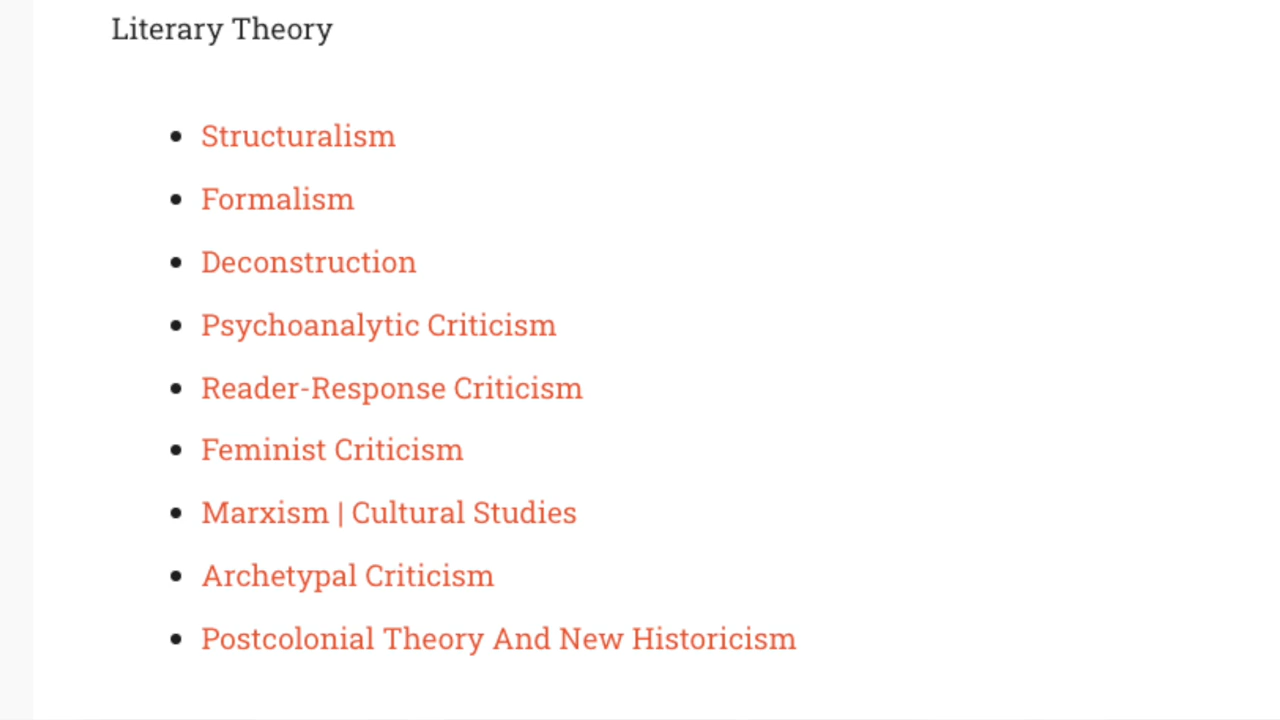 Literary Theory
Structuralism
Formalism
Deconstruction
Psychoanalytic Criticism
Reader-Response Criticism
Feminist Criticism
Marxism | Cultural Studies
Archetypal Criticism
Postcolonial Theory And New Historicism